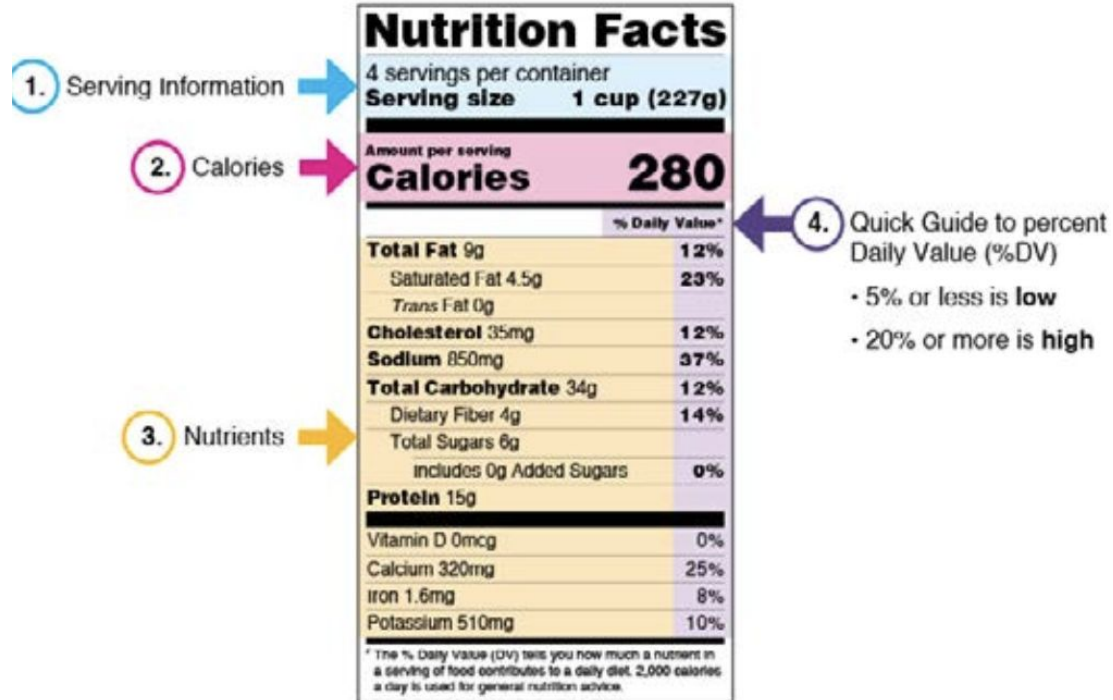 Nutrition Facts
4 servings per container
Serving size 1 cup (227g)
Amount per serving
Calories 280
% Daily Value*
Total Fat 9g 12%
Saturated Fat 4.5g 23%
Trans Fat 0g
Cholesterol 35mg 12%
Sodium 850mg 37%
Total Carbohydrate 34g 12%
Dietary Fiber 4g 14%
Total Sugars 6g
includes 0g Added Sugars 0%
Protein 15g
Vitamin D 0mcg 0%
Calcium 320mg 25%
Iron 1.6mg 8%
Potassium 510mg 10%
* The % Daily Value (DV) tells you how much a nutrient in
a serving of food contributes to a daily diet. 2,000 calories
a day is used for general nutrition advice.
1. Serving Information
2. Calories
3. Nutrients
4. Quick Guide to percent
Daily Value (%DV)
• 5% or less is low
• 20% or more is high